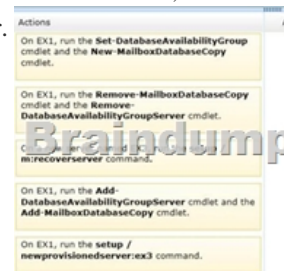 Actions
On EX1, run the Set-DatabaseAvailabilityGroup
cmdlet and the New-MailboxDatabaseCopy
cmdlet.
On EX1, run the Remove-MailboxDatabaseCopy
cmdlet and the Remove-
DatabaseAvailabilityGroupServer cmdlet.
Braindump
m:recoverserver command.
On EX1, run the Add-
DatabaseAvailabilityGroupServer cmdlet and the
Add-MailboxDatabaseCopy cmdlet.
On EX1, run the setup /
newprovisionedserver:ex3 command.